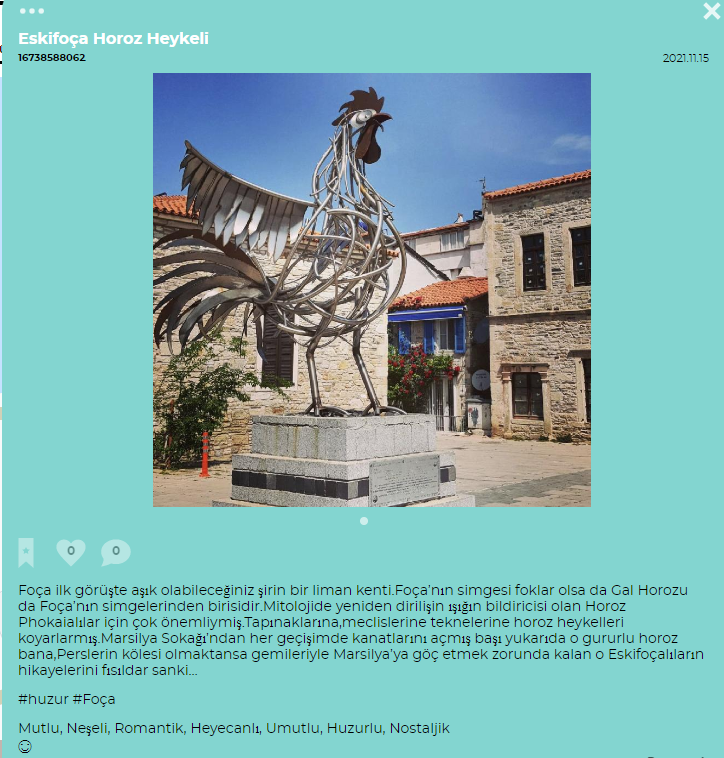 Eskifoça Horoz Heykeli
16738588062
2021.11.15
0
0
Foça ilk görüşte aşık olabileceğiniz şirin bir liman kenti.Foça'nın simgesi foklar olsa da Gal Horozu
da Foça'nın simgelerinden birisidir.Mitolojide yeniden dirilişin ışığın bildiricisi olan Horoz
Phokaialılar için çok önemliymiş.Tapınaklarına,meclislerine teknelerine horoz heykelleri
koyarlarmış.Marsilya Sokağı'ndan her geçişimde kanatlarını açmış başı yukarıda o gururlu horoz
bana,Perslerin kölesi olmaktansa gemileriyle Marsilya'ya göç etmek zorunda kalan o Eskifoçalıların
hikayelerini fısıldar sanki...
#huzur #Foça
Mutlu, Neşeli, Romantik, Heyecanlı, Umutlu, Huzurlu, Nostaljik